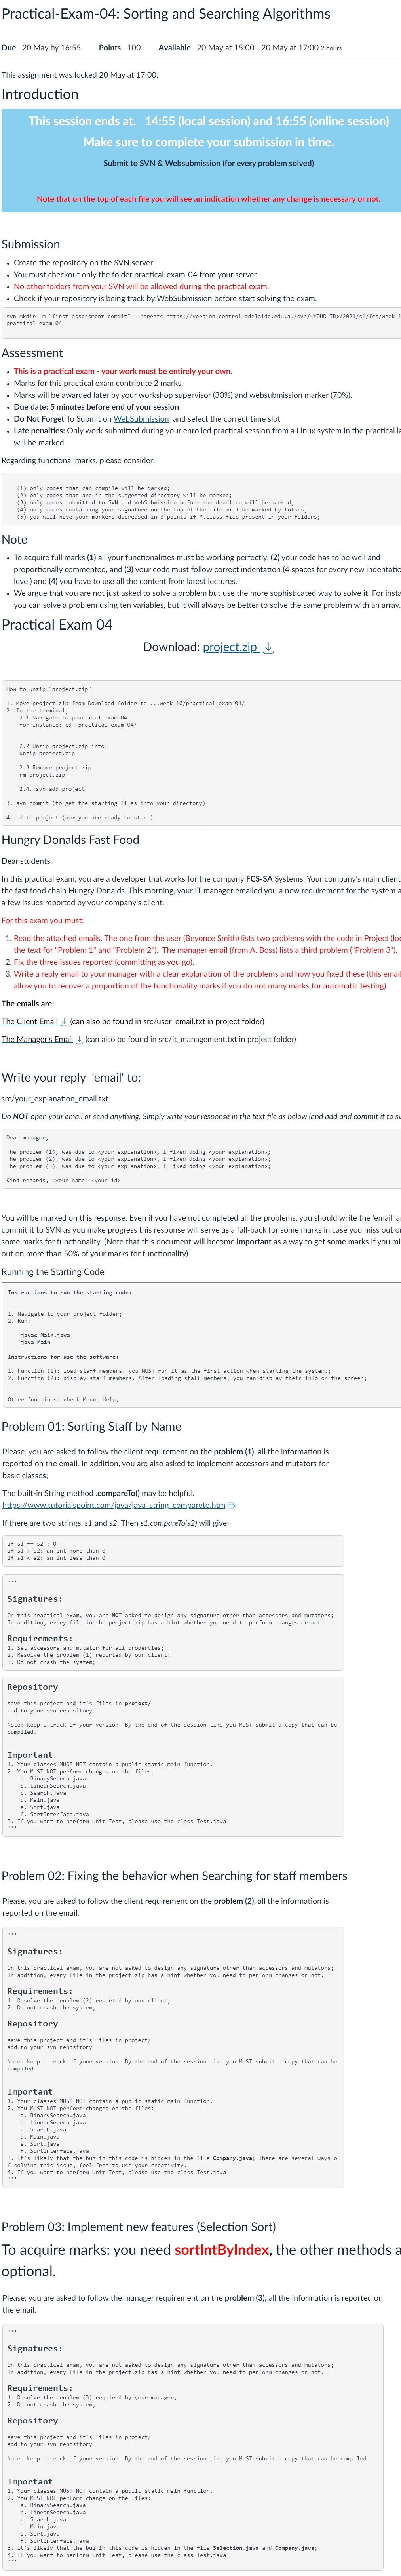 Practical-Exam-04: Sorting and Searching Algorithms
Due 20 May by 16:55 Points 100 Available 20 May at 15:00 - 20 May at 17:00 2 hours
This assignment was locked 20 May at 17:00.
Introduction
This session ends at. 14:55 (local session) and 16:55 (online session)
Make sure to complete your submission in time.
Submit to SVN & Websubmission (for every problem solved)
Note that on the top of each file you will see an indication whether any change is necessary or not.
Submission
• Create the repository on the SVN server
• You must checkout only the folder practical-exam-04 from your server
• No other folders from your SVN will be allowed during the practical exam.
• Check if your repository is being track by WebSubmission before start solving the exam.
svn mkdir -m "first assessment commit" --parents https://version-control.adelaide.edu.au/svn/<YOUR-ID>/2021/s1/fcs/week-1
practical-exam-04
Assessment
• This is a practical exam - your work must be entirely your own.
• Marks for this practical exam contribute 2 marks.
• Marks will be awarded later by your workshop supervisor (30%) and websubmission marker (70%).
• Due date: 5 minutes before end of your session
• Do Not Forget To Submit on WebSubmission and select the correct time slot
• Late penalties: Only work submitted during your enrolled practical session from a Linux system in the practical la
will be marked.
Regarding functional marks, please consider:
(1) only codes that can compile will be marked;
(2) only codes that are in the suggested directory will be marked;
(3) only codes submitted to SVN and WebSubmission before the deadline will be marked;
(4) only codes containing your signature on the top of the file will be marked by tutors;
(5) you will have your markers decreased in 3 points if *.class file present in your folders;
Note
• To acquire full marks (1) all your functionalities must be working perfectly, (2) your code has to be well and
proportionally commented, and (3) your code must follow correct indentation (4 spaces for every new indentatio
level) and (4) you have to use all the content from latest lectures.
• We argue that you are not just asked to solve a problem but use the more sophisticated way to solve it. For insta
you can solve a problem using ten variables, but it will always be better to solve the same problem with an array.
Practical Exam 04
Download: project.zip
How to unzip "project.zip"
1. Move project.zip from Download folder to ...week-10/practical-exam-04/
2. In the terminal,
2.1 Navigate to practical-exam-04
for instance: cd practical-exam-04/
2.2 Unzip project.zip into;
unzip project.zip
2.3 Remove project.zip
rm project.zip
2.4. svn add project
3. svn commit (to get the starting files into your directory)
4. cd to project (now you are ready to start)
Hungry Donalds Fast Food
Dear students,
In this practical exam, you are a developer that works for the company FCS-SA Systems. Your company's main client
the fast food chain Hungry Donalds. This morning, your IT manager emailed you a new requirement for the system a
a few issues reported by your company's client.
For this exam you must:
1. Read the attached emails. The one from the user (Beyonce Smith) lists two problems with the code in Project (loo
the text for "Problem 1" and "Problem 2"). The manager email (from A. Boss) lists a third problem ("Problem 3").
2. Fix the three issues reported (committing as you go).
3. Write a reply email to your manager with a clear explanation of the problems and how you fixed these (this email
allow you to recover a proportion of the functionality marks if you do not many marks for automatic testing).
The emails are:
The Client Email (can also be found in src/user_email.txt in project folder)
The Manager's Email (can also be found in src/it_management.txt in project folder)
Write your reply 'email' to:
src/your_explanation_email.txt
Do NOT open your email or send anything. Simply write your response in the text file as below (and add and commit it to sv
Dear manager,
The problem (1), was due to <your explanation>, I fixed doing <your explanation>;
The problem (2), was due to <your explanation>, I fixed doing <your explanation>;
The problem (3), was due to <your explanation>, I fixed doing <your explanation>;
Kind regards, <your name> <your id>
You will be marked on this response. Even if you have not completed all the problems, you should write the 'email' a
commit it to SVN as you make progress this response will serve as a fall-back for some marks in case you miss out o
some marks for functionality. (Note that this document will become important as a way to get some marks if you mi
out on more than 50% of your marks for functionality).
Running the Starting Code
Instructions to run the starting code:
1. Navigate to your project folder;
2. Run:
javac Main.java
java Main
Instructions for use the software:
1. Function (1): load staff members, you MUST run it as the first action when starting the system.;
2. Function (2): display staff members. After loading staff members, you can display their info on the screen;
Other functions: check Menu::Help;
Problem 01: Sorting Staff by Name
Please, you are asked to follow the client requirement on the problem (1), all the information is
reported on the email. In addition, you are also asked to implement accessors and mutators for
basic classes;
The built-in String method .compareTo() may be helpful.
https://www.tutorialspoint.com/java/java_string_compareto.htm
If there are two strings, s1 and s2. Then s1.compareTo(s2) will give:
if s1 == s2 : 0
if s1 > s2: an int more than 0
if s1 < s2: an int less than 0
```
Signatures:
On this practical exam, you are NOT asked to design any signature other than accessors and mutators;
In addition, every file in the project.zip has a hint whether you need to perform changes or not.
Requirements:
1. Set accessors and mutator for all properties;
2. Resolve the problem (1) reported by our client;
3. Do not crash the system;
Repository
save this project and it's files in project/
add to your svn repository
Note: keep a track of your version. By the end of the session time you MUST submit a copy that can be
compiled.
Important
1. Your classes MUST NOT contain a public static main function.
2. You MUST NOT perform changes on the files:
a. BinarySearch.java
b. LinearSearch.java
c. Search.java
d. Main.java
e. Sort.java
f. SortInterface.java
3. If you want to perform Unit Test, please use the class Test.java
```
Problem 02: Fixing the behavior when Searching for staff members
Please, you are asked to follow the client requirement on the problem (2), all the information is
reported on the email.
```
Signatures:
On this practical exam, you are not asked to design any signature other than accessors and mutators;
In addition, every file in the project.zip has a hint whether you need to perform changes or not.
Requirements:
1. Resolve the problem (2) reported by our client;
2. Do not crash the system;
Repository
save this project and it's files in project/
add to your svn repository
Note: keep a track of your version. By the end of the session time you MUST submit a copy that can be
compiled.
Important
1. Your classes MUST NOT contain a public static main function.
2. You MUST NOT perform changes on the files:
a. BinarySearch.java
b. LinearSearch.java
c. Search.java
d. Main.java
e. Sort.java
f. SortInterface.java
3. It's likely that the bug in this code is hidden in the file Company.java; There are several ways o
f solving this issue, feel free to use your creativity.
4. If you want to perform Unit Test, please use the class Test.java
```
Problem 03: Implement new features (Selection Sort)
To acquire marks: you need sortIntByIndex, the other methods a
optional.
Please, you are asked to follow the manager requirement on the problem (3), all the information is reported on
the email.
```
Signatures:
On this practical exam, you are not asked to design any signature other than accessors and mutators;
In addition, every file in the project.zip has a hint whether you need to perform changes or not.
Requirements:
1. Resolve the problem (3) required by your manager;
2. Do not crash the system;
Repository
save this project and it's files in project/
add to your svn repository
Note: keep a track of your version. By the end of the session time you MUST submit a copy that can be compiled.
Important
1. Your classes MUST NOT contain a public static main function.
2. You MUST NOT perform change on the files:
a. BinarySearch.java
b. LinearSearch.java
c. Search.java
d. Main.java
e. Sort.java
f. SortInterface.java
3. It's likely that the bug in this code is hidden in the file Selection.java and Company.java;
4. If you want to perform Unit Test, please use the class Test.java
```